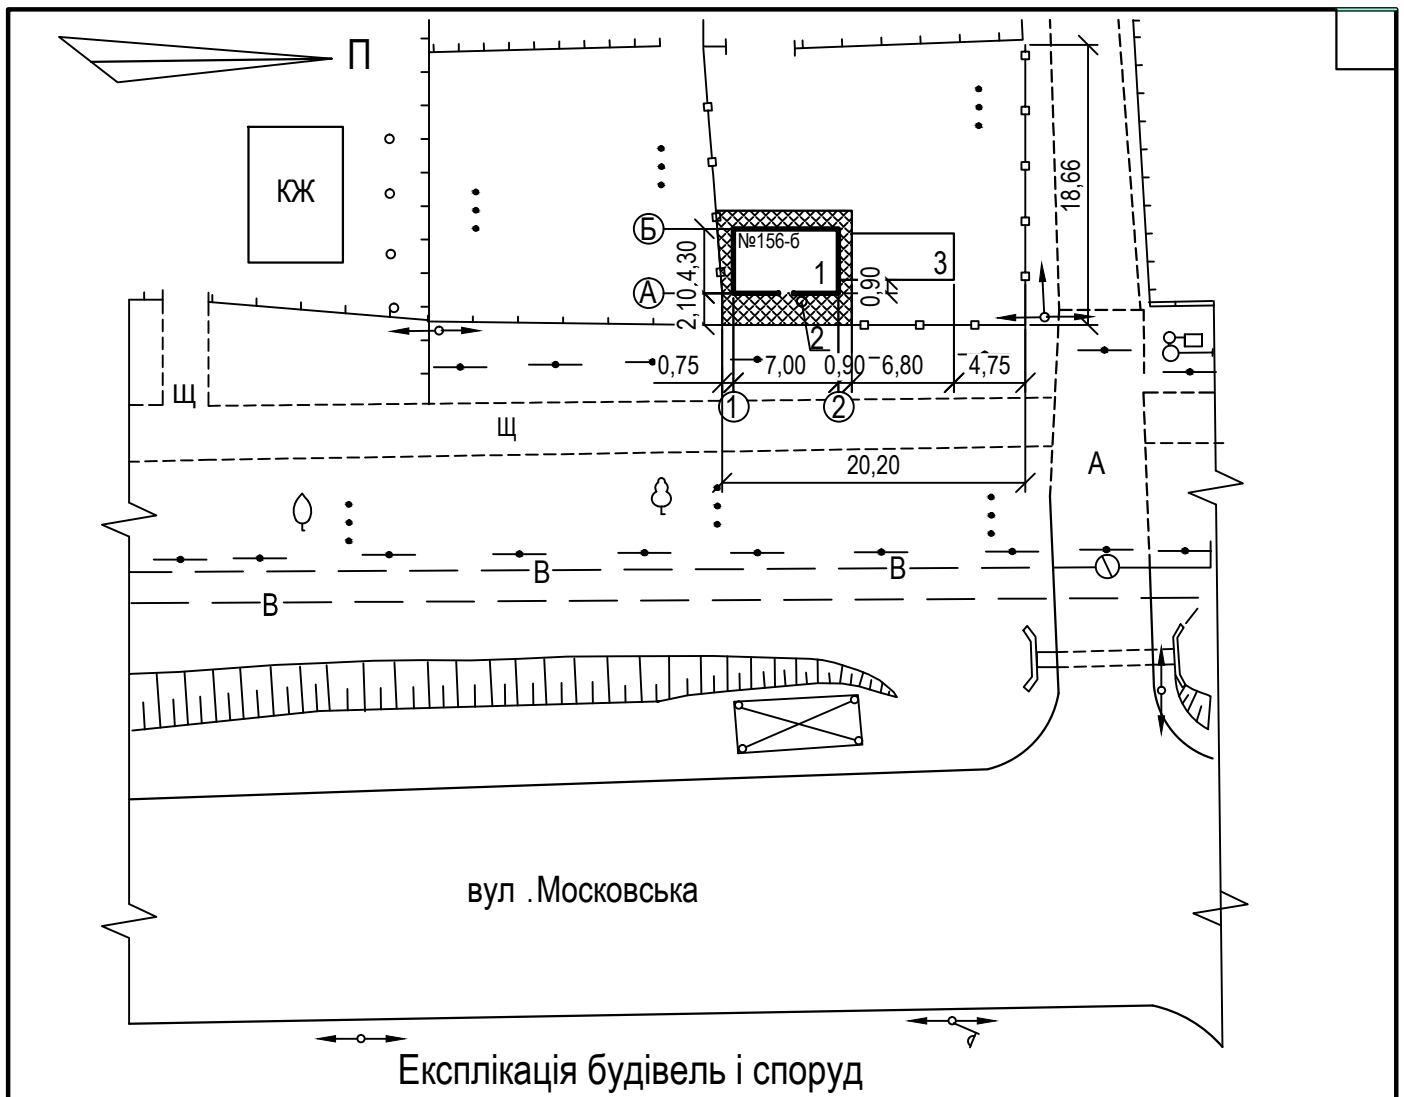 П
КЖ
18,66
Б
№156-б
1
3
А
4,30
2,10
0,90
2
0,75
7,00
0,90
6,80
4,75
1
2
Щ
Щ
20,20
А
В
В
В
вул .Московська
Експлікація будівель і споруд